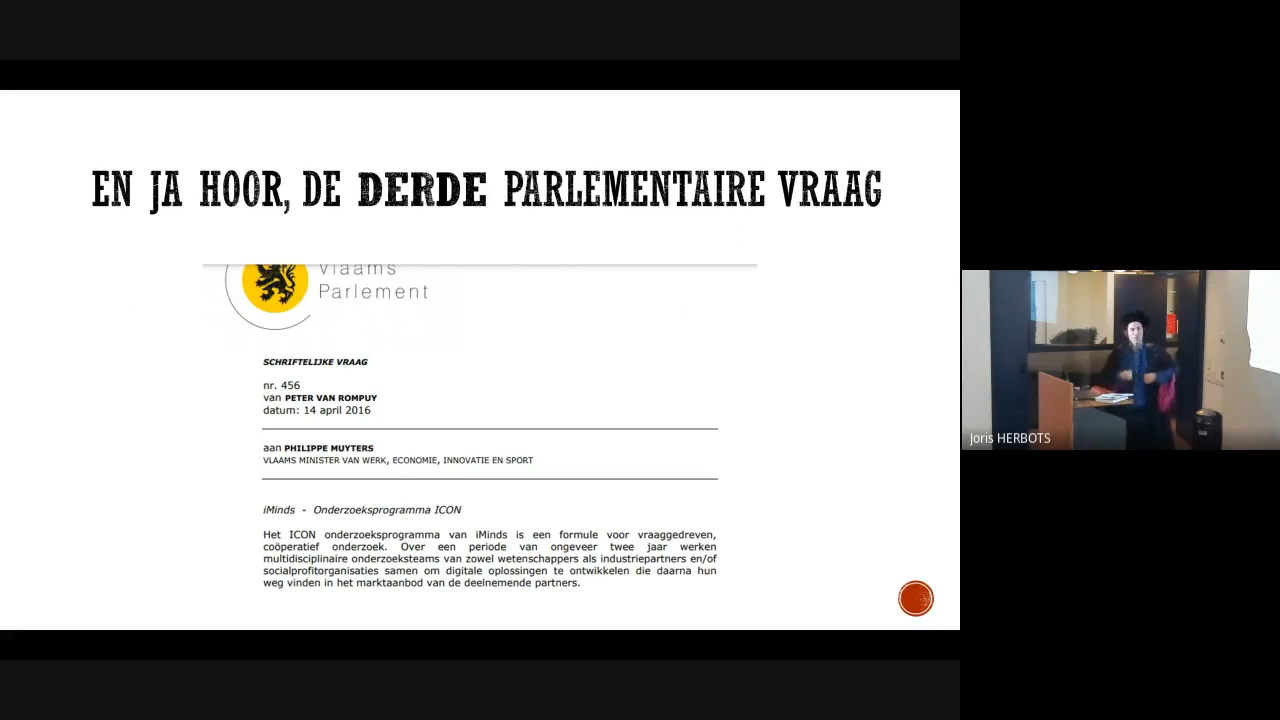 EN JA HOOR, DE DERDE PARLEMENTAIRE VRAAG
Vlaams
Parlement
SCHRIFTELIJKE VRAAG
nr. 456
van PETER VAN ROMPUY
datum: 14 april 2016
aan PHILIPPE MUYTERS
VLAAMS MINISTER VAN WERK, ECONOMIE, INNOVATIE EN SPORT
iMinds - Onderzoeksprogramma ICON
Het ICON onderzoeksprogramma van iMinds is een formule voor vraaggedreven,
coöperatief onderzoek. Over een periode van ongeveer twee jaar werken
multidisciplinaire onderzoeksteams van zowel wetenschappers als industriepartners en/of
socialprofitorganisaties samen om digitale oplossingen te ontwikkelen die daarna hun
weg vinden in het marktaanbod van de deelnemende partners.
Joris HERBOTS